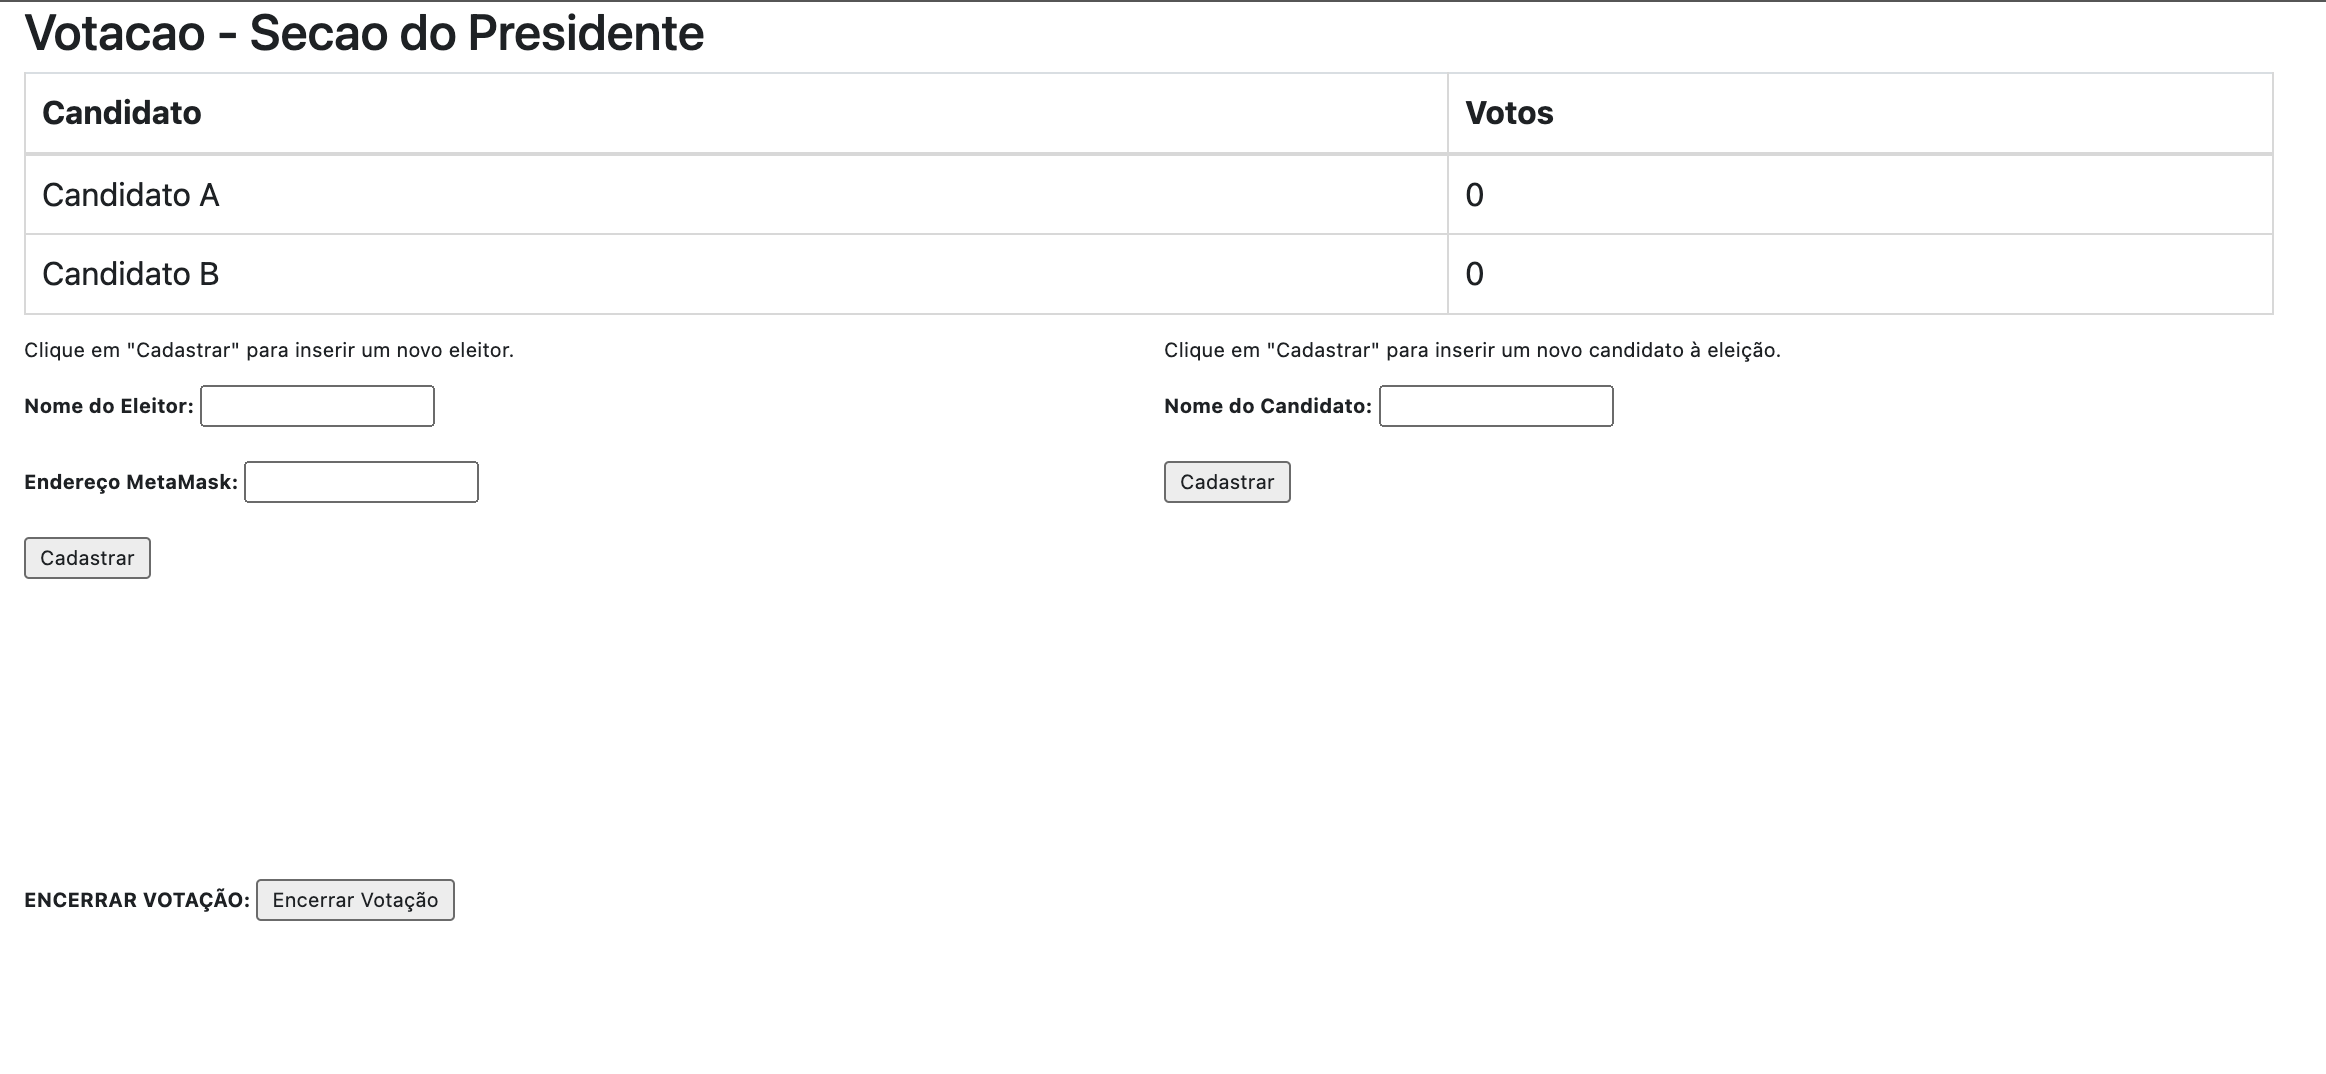 Votacao - Secao do Presidente
Candidato Votos
Candidato A 0
Candidato B 0
Clique em "Cadastrar" para inserir um novo eleitor.
Nome do Eleitor:
Endereço MetaMask:
Cadastrar
Clique em "Cadastrar" para inserir um novo candidato à eleição.
Nome do Candidato:
Cadastrar
ENCERRAR VOTAÇÃO: Encerrar Votação